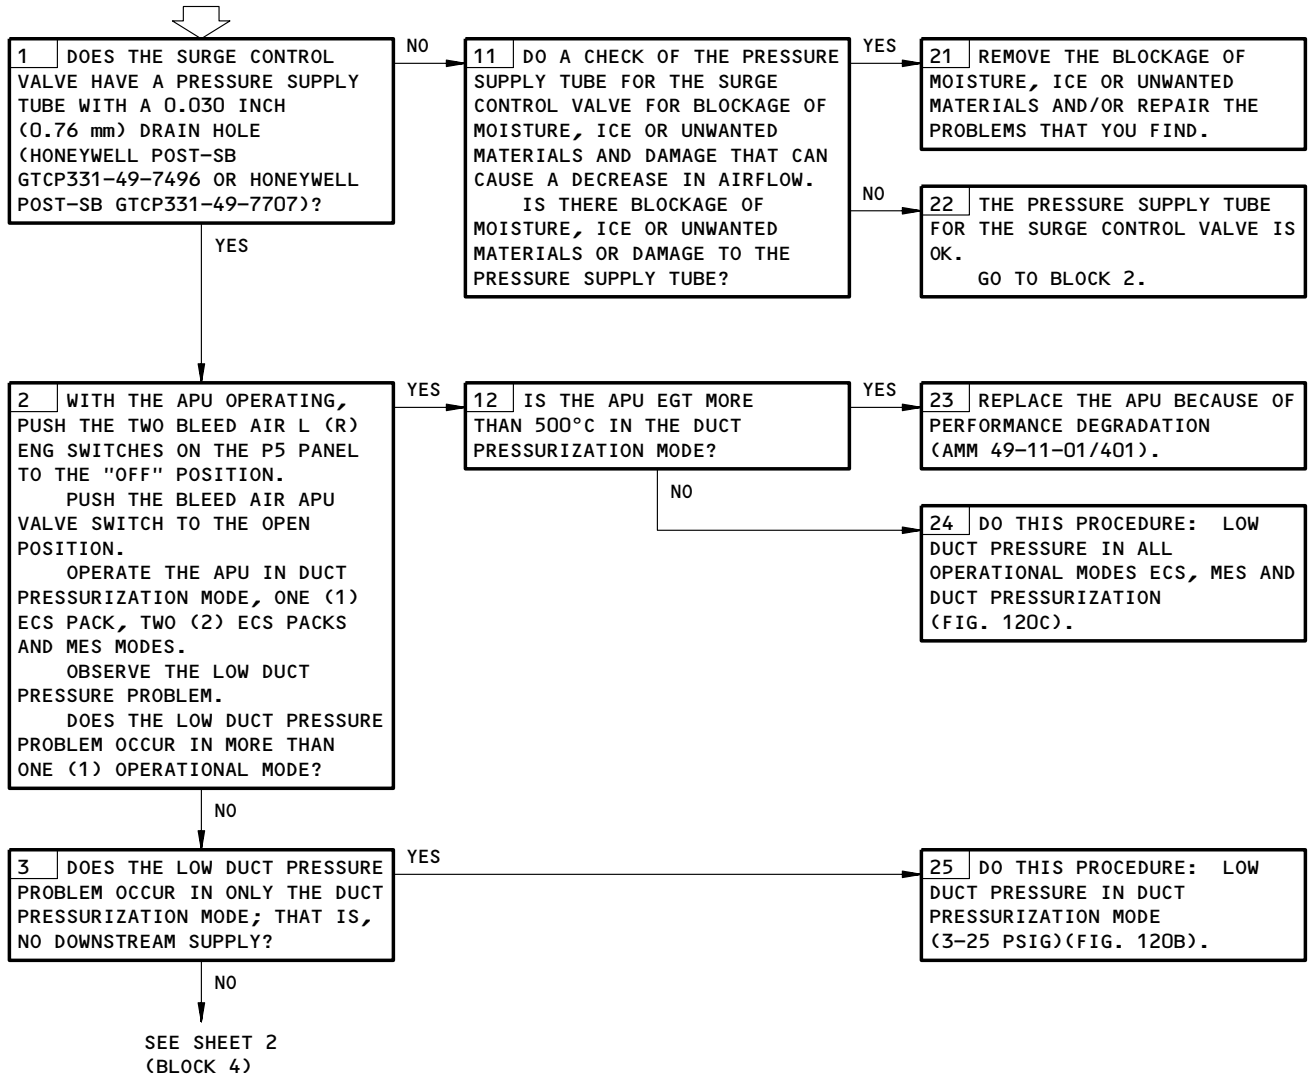 1 DOES THE SURGE CONTROL
VALVE HAVE A PRESSURE SUPPLY
TUBE WITH A 0.030 INCH
(0.76 mm) DRAIN HOLE
(HONEYWELL POST-SB
GTCP331-49-7496 OR HONEYWELL
POST-SB GTCP331-49-7707)?
NO
YES
11 DO A CHECK OF THE PRESSURE
SUPPLY TUBE FOR THE SURGE
CONTROL VALVE FOR BLOCKAGE OF
MOISTURE, ICE OR UNWANTED
MATERIALS AND DAMAGE THAT CAN
CAUSE A DECREASE IN AIRFLOW.
IS THERE BLOCKAGE OF
MOISTURE, ICE OR UNWANTED
MATERIALS OR DAMAGE TO THE
PRESSURE SUPPLY TUBE?
YES
21 REMOVE THE BLOCKAGE OF
MOISTURE, ICE OR UNWANTED
MATERIALS AND/OR REPAIR THE
PROBLEMS THAT YOU FIND.
NO
22 THE PRESSURE SUPPLY TUBE
FOR THE SURGE CONTROL VALVE IS
OK.
GO TO BLOCK 2.
2 WITH THE APU OPERATING,
PUSH THE TWO BLEED AIR L (R)
ENG SWITCHES ON THE P5 PANEL
TO THE "OFF" POSITION.
PUSH THE BLEED AIR APU
VALVE SWITCH TO THE OPEN
POSITION.
OPERATE THE APU IN DUCT
PRESSURIZATION MODE, ONE (1)
ECS PACK, TWO (2) ECS PACKS
AND MES MODES.
OBSERVE THE LOW DUCT
PRESSURE PROBLEM.
DOES THE LOW DUCT PRESSURE
PROBLEM OCCUR IN MORE THAN
ONE (1) OPERATIONAL MODE?
YES
12 IS THE APU EGT MORE
THAN 500°C IN THE DUCT
PRESSURIZATION MODE?
YES
23 REPLACE THE APU BECAUSE OF
PERFORMANCE DEGRADATION
(AMM 49-11-01/401).
NO
24 DO THIS PROCEDURE: LOW
DUCT PRESSURE IN ALL
OPERATIONAL MODES ECS, MES AND
DUCT PRESSURIZATION
(FIG. 120C).
NO
3 DOES THE LOW DUCT PRESSURE
PROBLEM OCCUR IN ONLY THE DUCT
PRESSURIZATION MODE; THAT IS,
NO DOWNSTREAM SUPPLY?
YES
25 DO THIS PROCEDURE: LOW
DUCT PRESSURE IN DUCT
PRESSURIZATION MODE
(3-25 PSIG)(FIG. 120B).
NO
SEE SHEET 2
(BLOCK 4)